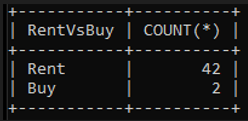 +-----------+----------+
| RentVsBuy | COUNT(*) |
+-----------+----------+
| Rent      |       42 |
| Buy       |        2 |
+-----------+----------+